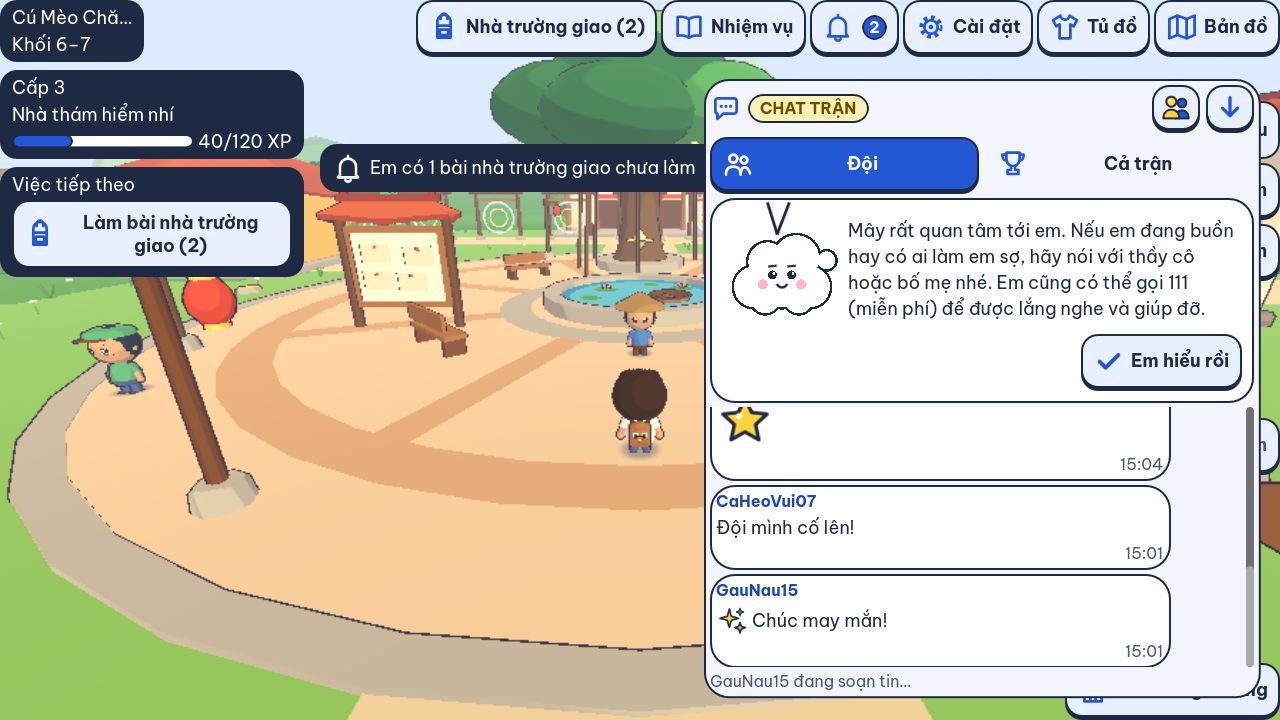 Cú Mèo Chă...
Khối 6–7
Nhà trường giao (2)
Nhiệm vụ
2
Cài đặt
Tủ đồ
Bản đồ
Cấp 3
Nhà thám hiểm nhí
40/120 XP
Việc tiếp theo
Làm bài nhà trường
giao (2)
Em có 1 bài nhà trường giao chưa làm
CHAT TRẬN
Đội
Cả trận
Mây rất quan tâm tới em. Nếu em đang buồn
hay có ai làm em sợ, hãy nói với thầy cô
hoặc bố mẹ nhé. Em cũng có thể gọi 111
(miễn phí) để được lắng nghe và giúp đỡ.
Em hiểu rồi
15:04
CaHeoVui07
Đội mình cố lên!
15:01
GauNau15
Chúc may mắn!
15:01
GauNau15 đang soạn tin...